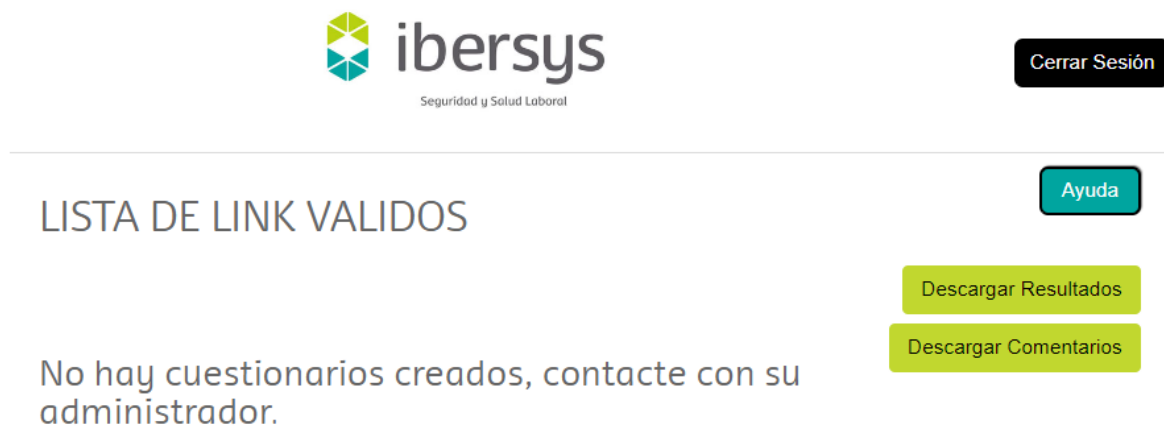 ibersys
Seguridad y Salud Laboral
Cerrar Sesión
Ayuda
LISTA DE LINK VALIDOS
Descargar Resultados
Descargar Comentarios
No hay cuestionarios creados, contacte con su
administrador.